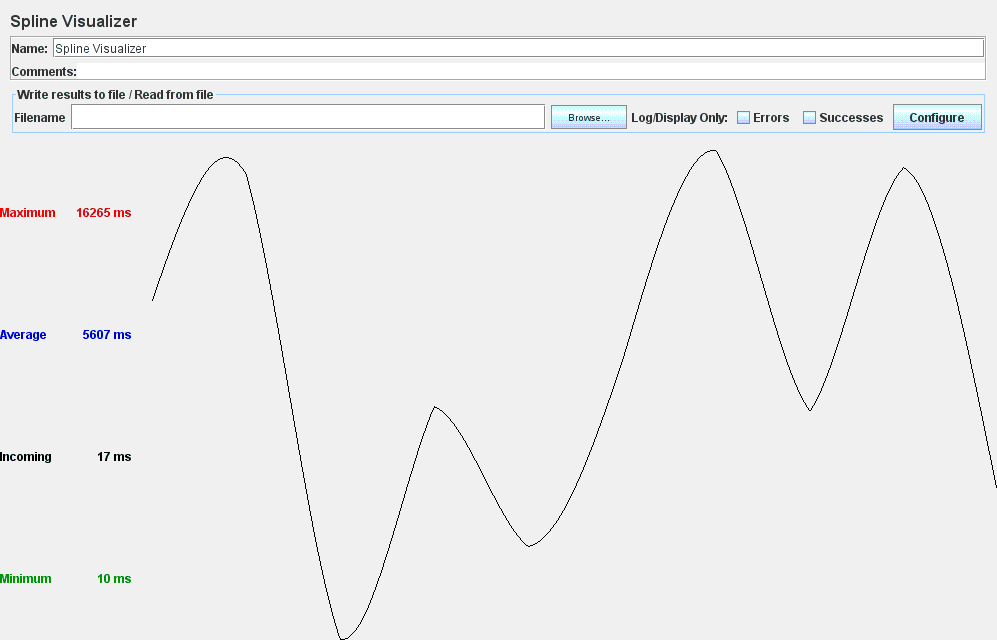 Spline Visualizer
Name: Spline Visualizer
Comments:
Write results to file / Read from file
Filename Browse... Log/Display Only: Errors Successes Configure
Maximum 16265 ms
Average 5607 ms
Incoming 17 ms
Minimum 10 ms